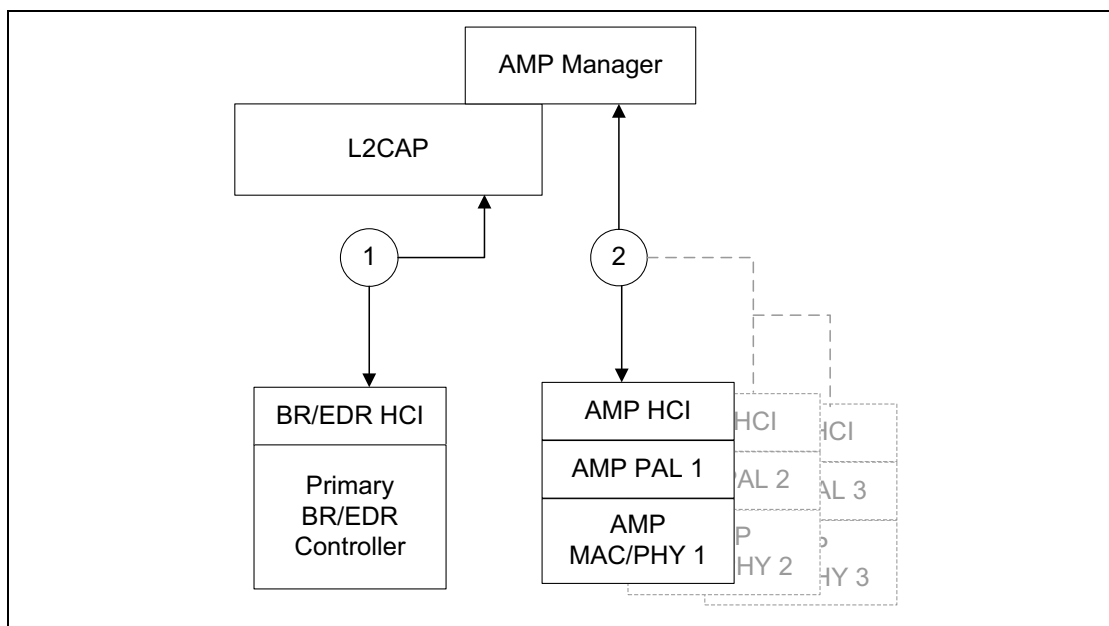 AMP Manager
L2CAP
1
2
BR/EDR HCI
Primary
BR/EDR
Controller
AMP HCI
AMP PAL 1
AMP
MAC/PHY 1
HCI
PAL 2
P
HY 2
HCI
AL 3
P
HY 3